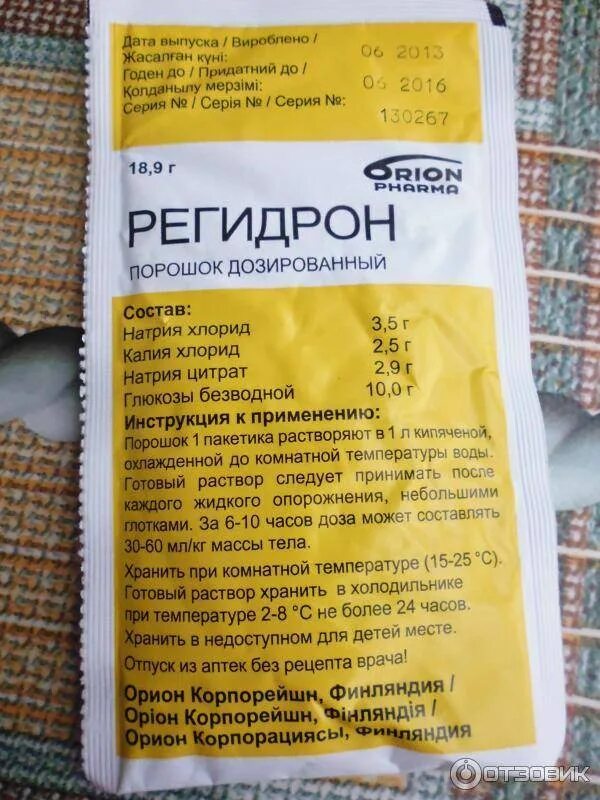 Дата выпуска / Вироблено /
Жасалған күні: 06 2013
Годен до / Придатний до /
Қолданылу мерзімі: 06 2016
Серия № / Серія № / Серия №: 130267
18,9 г
ORION
PHARMA
РЕГИДРОН
ПОРОШОК ДОЗИРОВАННЫЙ
Состав:
Натрия хлорид 3,5 г
Калия хлорид 2,5 г
Натрия цитрат 2,9 г
Глюкозы безводной 10,0 г
Инструкция к применению:
Порошок 1 пакетика растворяют в 1 л кипяченой,
охлажденной до комнатной температуры воды.
Готовый раствор следует принимать после
каждого жидкого опорожнения, небольшими
глотками. За 6-10 часов доза может составлять
30-60 мл/кг массы тела.
Хранить при комнатной температуре (15-25 °C).
Готовый раствор хранить в холодильнике
при температуре 2-8 °C не более 24 часов.
Хранить в недоступном для детей месте.
Отпуск из аптек без рецепта врача!
Орион Корпорейшн, Финляндия /
Оріон Корпорейшн, Фінляндія /
Орион Корпорациясы, Финляндия
ОТЗОВИК